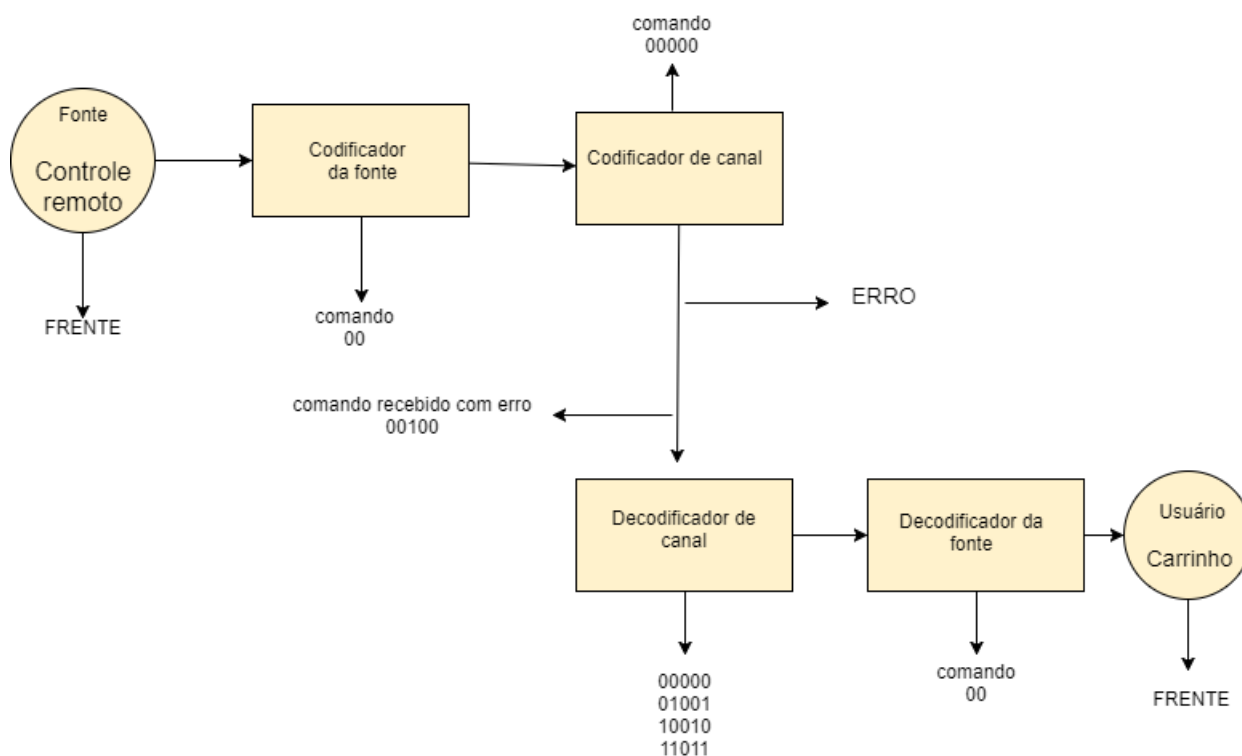 comando
00000
Fonte
Controle
remoto
Codificador
da fonte
Codificador de canal
FRENTE
comando
00
ERRO
comando recebido com erro
00100
Decodificador de
canal
Decodificador da
fonte
Usuário
Carrinho
00000
01001
10010
11011
comando
00
FRENTE